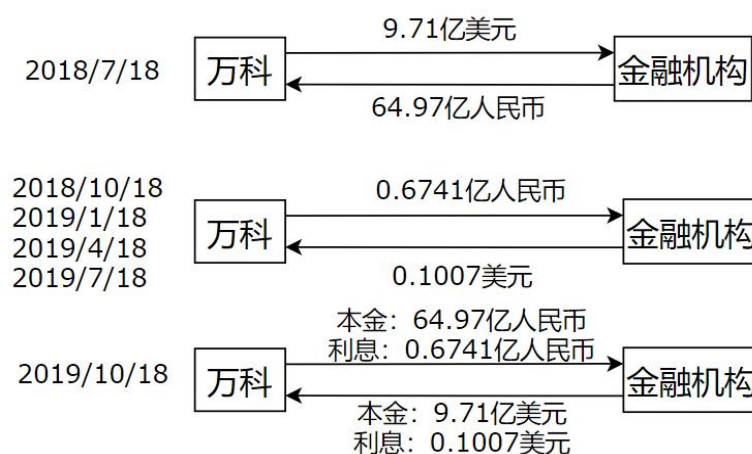 9.71亿美元
2018/7/18 万科 金融机构
64.97亿人民币
2018/10/18
2019/1/18
2019/4/18
2019/7/18
0.6741亿人民币
万科 金融机构
0.1007美元
本金：64.97亿人民币
利息：0.6741亿人民币
2019/10/18 万科 金融机构
本金：9.71亿美元
利息：0.1007美元